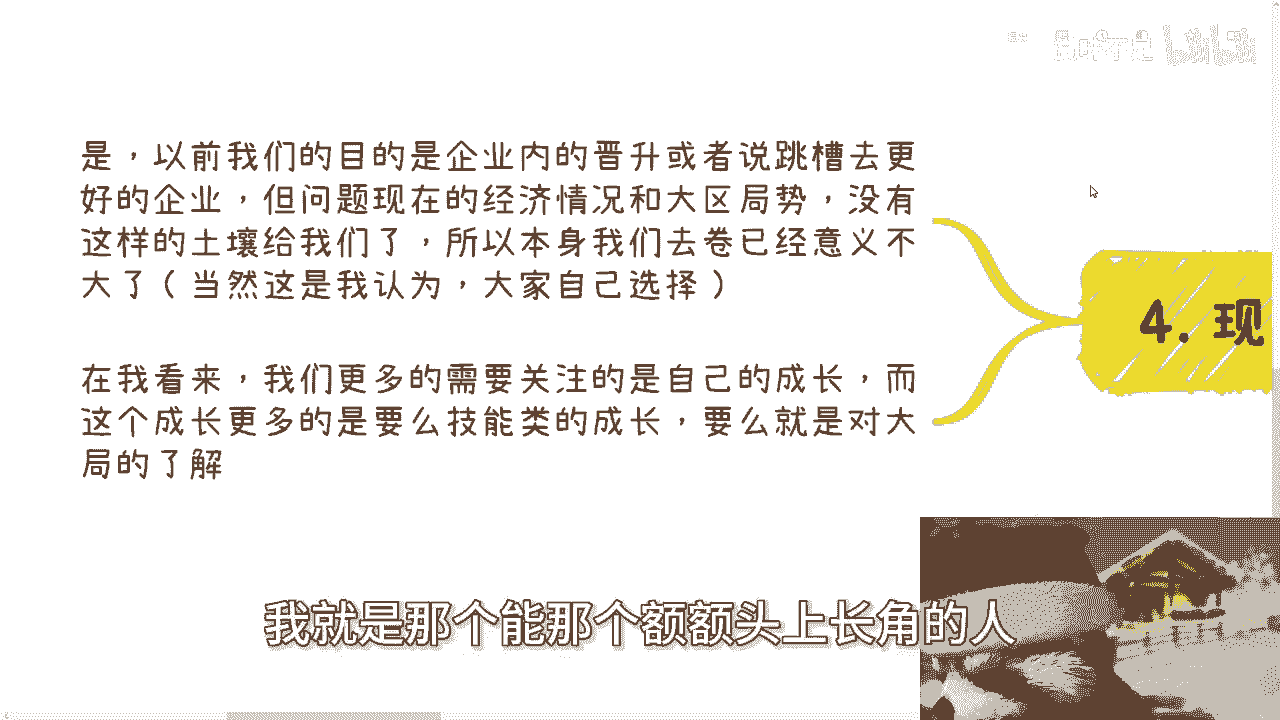 是，以前我们的目的是企业内的晋升或者说跳槽去更
好的企业，但问题现在的经济情况和大区局势，没有
这样的土壤给我们了，所以本身我们去卷已经意义不
大了（当然这是我认为，大家自己选择）
在我看来，我们更多的需要关注的是自己的成长，而
这个成长更多的是要么技能类的成长，要么就是对大
局的了解
4. 现
我就是那个能那个额额头上长角的人